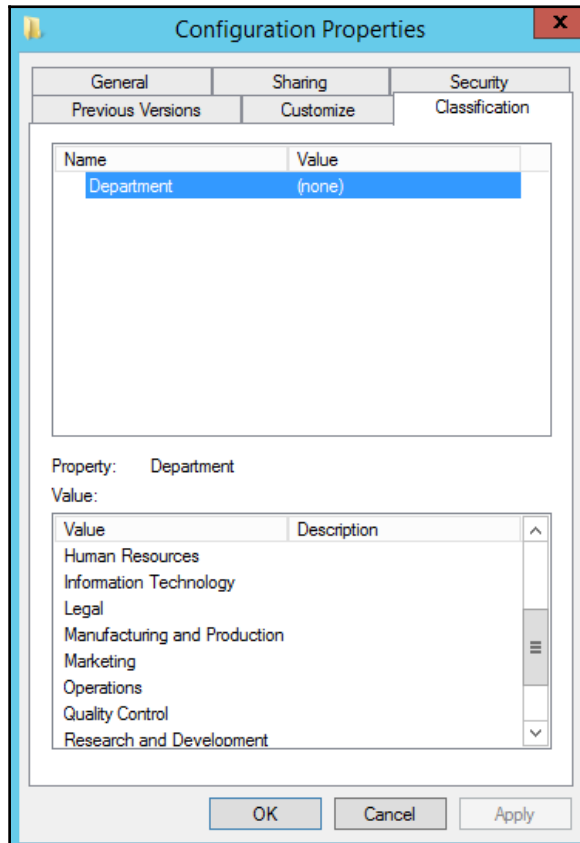 Configuration Properties
x
General Sharing Security
Previous Versions Customize Classification
Name Value
Department (none)
Property: Department
Value:
Value Description
Human Resources
Information Technology
Legal
Manufacturing and Production
Marketing
Operations
Quality Control
Research and Development
OK Cancel Apply